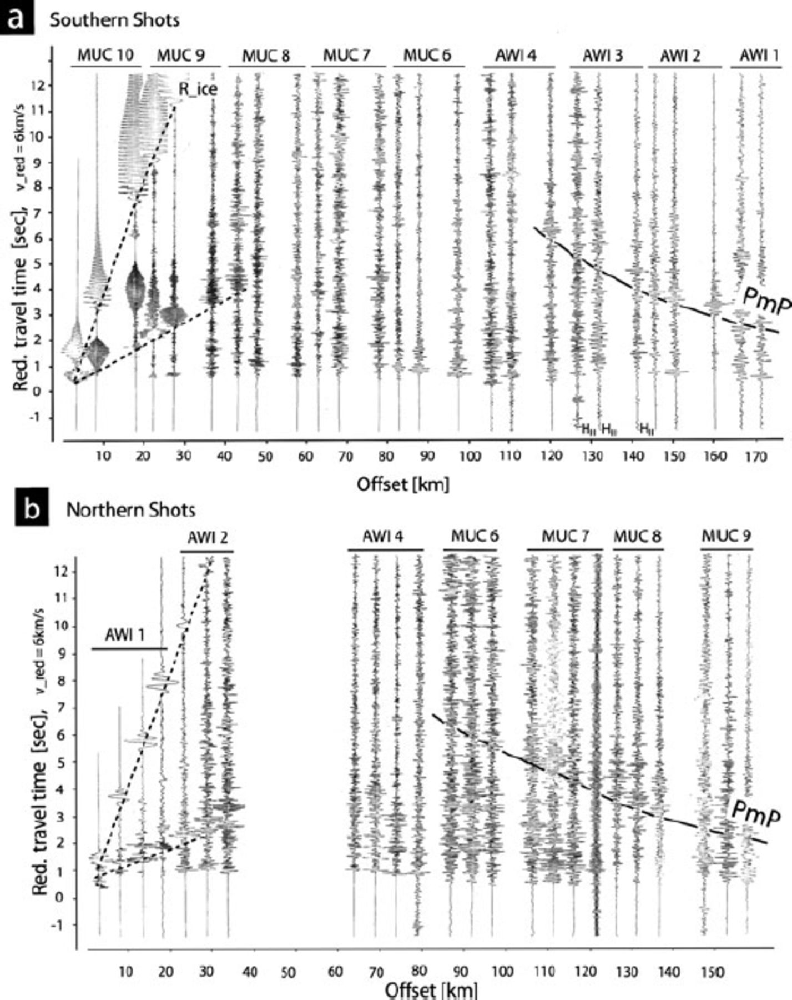 a Southern Shots
MUC 10 MUC 9 MUC 8 MUC 7 MUC 6 AWI 4 AWI 3 AWI 2 AWI 1
R_ice
12
11
10
9
8
7
6
5
4
3
2
1
0
-1
Red. travel time [sec], v_red = 6km/s
PmP
H_II H_III H_II
10 20 30 40 50 60 70 80 90 100 110 120 130 140 150 160 170
Offset [km]
b Northern Shots
AWI 2 AWI 4 MUC 6 MUC 7 MUC 8 MUC 9
AWI 1
12
11
10
9
8
7
6
5
4
3
2
1
0
-1
Red. travel time [sec], v_red = 6km/s
PmP
10 20 30 40 50 60 70 80 90 100 110 120 130 140 150
Offset [km]